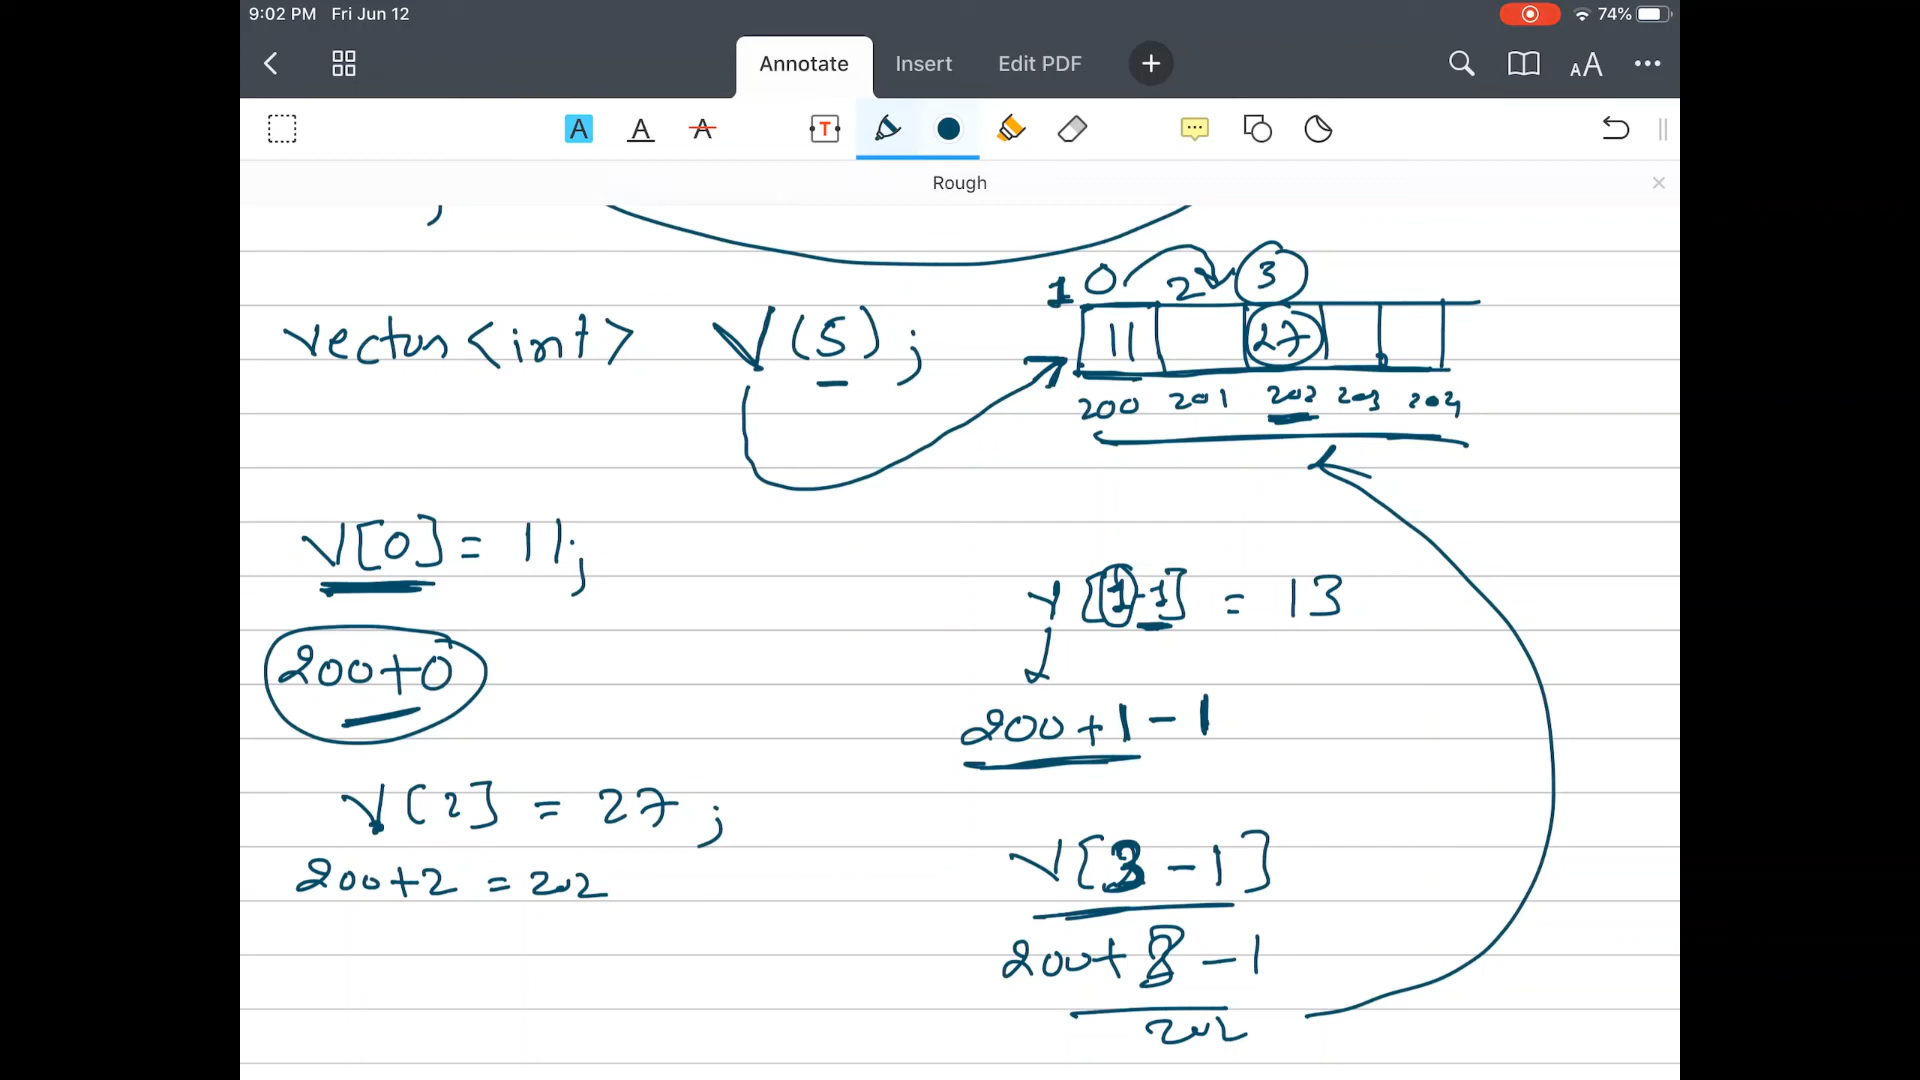 9:02 PM Fri Jun 12 74%
Annotate Insert Edit PDF
Rough
1 0 2 3
vector<int> V(5);
11 27
200 201 202 203 204
V[0] = 11;
V[1-1] = 13
200+0
200+1-1
V[2] = 27;
200+2 = 202
V[3-1]
200+3-1
202